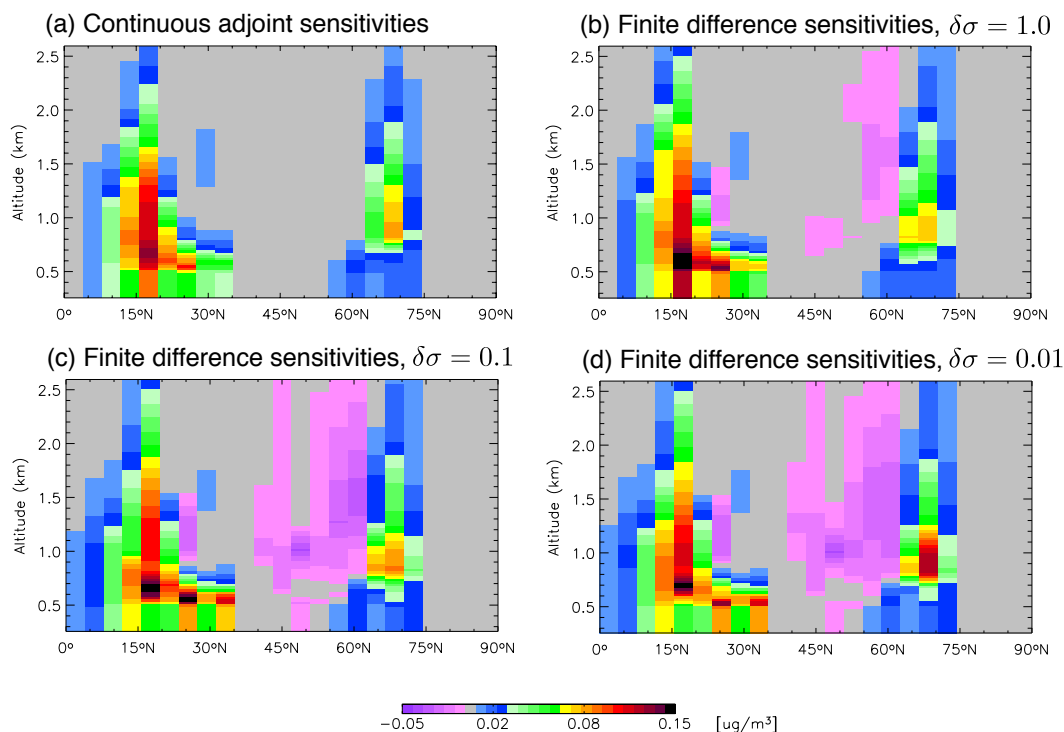 (a) Continuous adjoint sensitivities
(b) Finite difference sensitivities, δσ = 1.0
2.5
2.0
1.5
1.0
0.5
Altitude (km)
0° 15°N 30°N 45°N 60°N 75°N 90°N
2.5
2.0
1.5
1.0
0.5
Altitude (km)
0° 15°N 30°N 45°N 60°N 75°N 90°N
(c) Finite difference sensitivities, δσ = 0.1
(d) Finite difference sensitivities, δσ = 0.01
2.5
2.0
1.5
1.0
0.5
Altitude (km)
0° 15°N 30°N 45°N 60°N 75°N 90°N
2.5
2.0
1.5
1.0
0.5
Altitude (km)
0° 15°N 30°N 45°N 60°N 75°N 90°N
−0.05 0.02 0.08 0.15 [ug/m³]